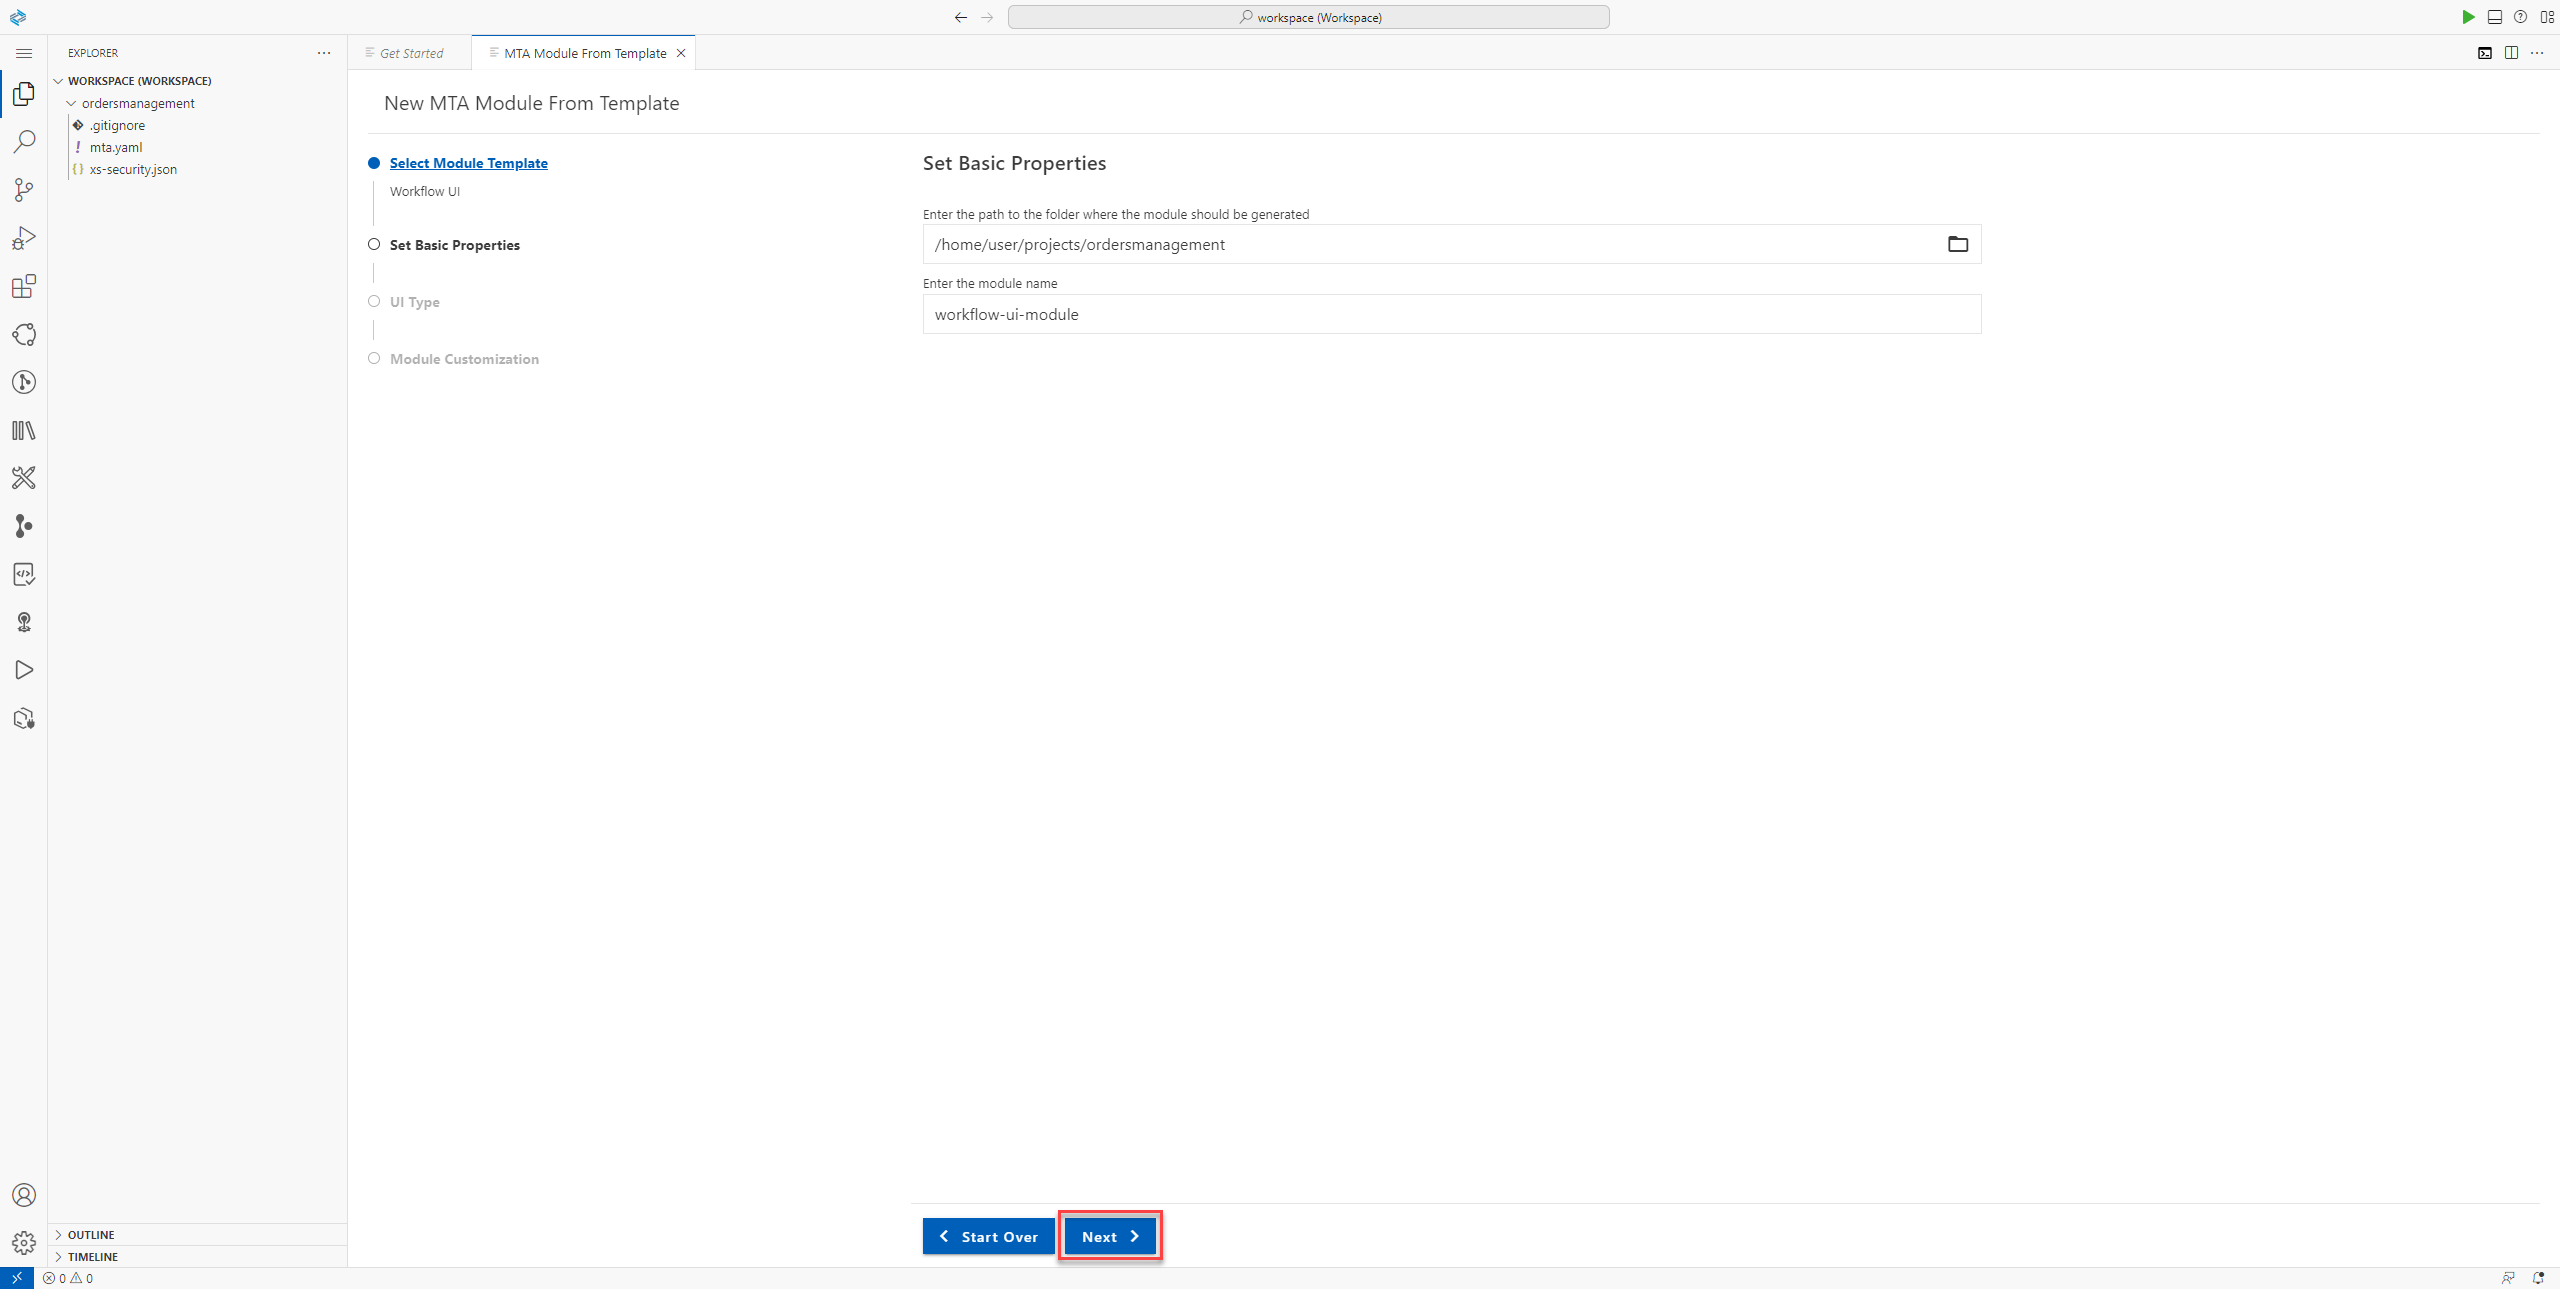 workspace (Workspace)
EXPLORER
Get Started
MTA Module From Template
WORKSPACE (WORKSPACE)
ordersmanagement
.gitignore
mta.yaml
xs-security.json
New MTA Module From Template
Select Module Template
Workflow UI
Set Basic Properties
UI Type
Module Customization
Set Basic Properties
Enter the path to the folder where the module should be generated
/home/user/projects/ordersmanagement
Enter the module name
workflow-ui-module
Start Over
Next
OUTLINE
TIMELINE
0 0